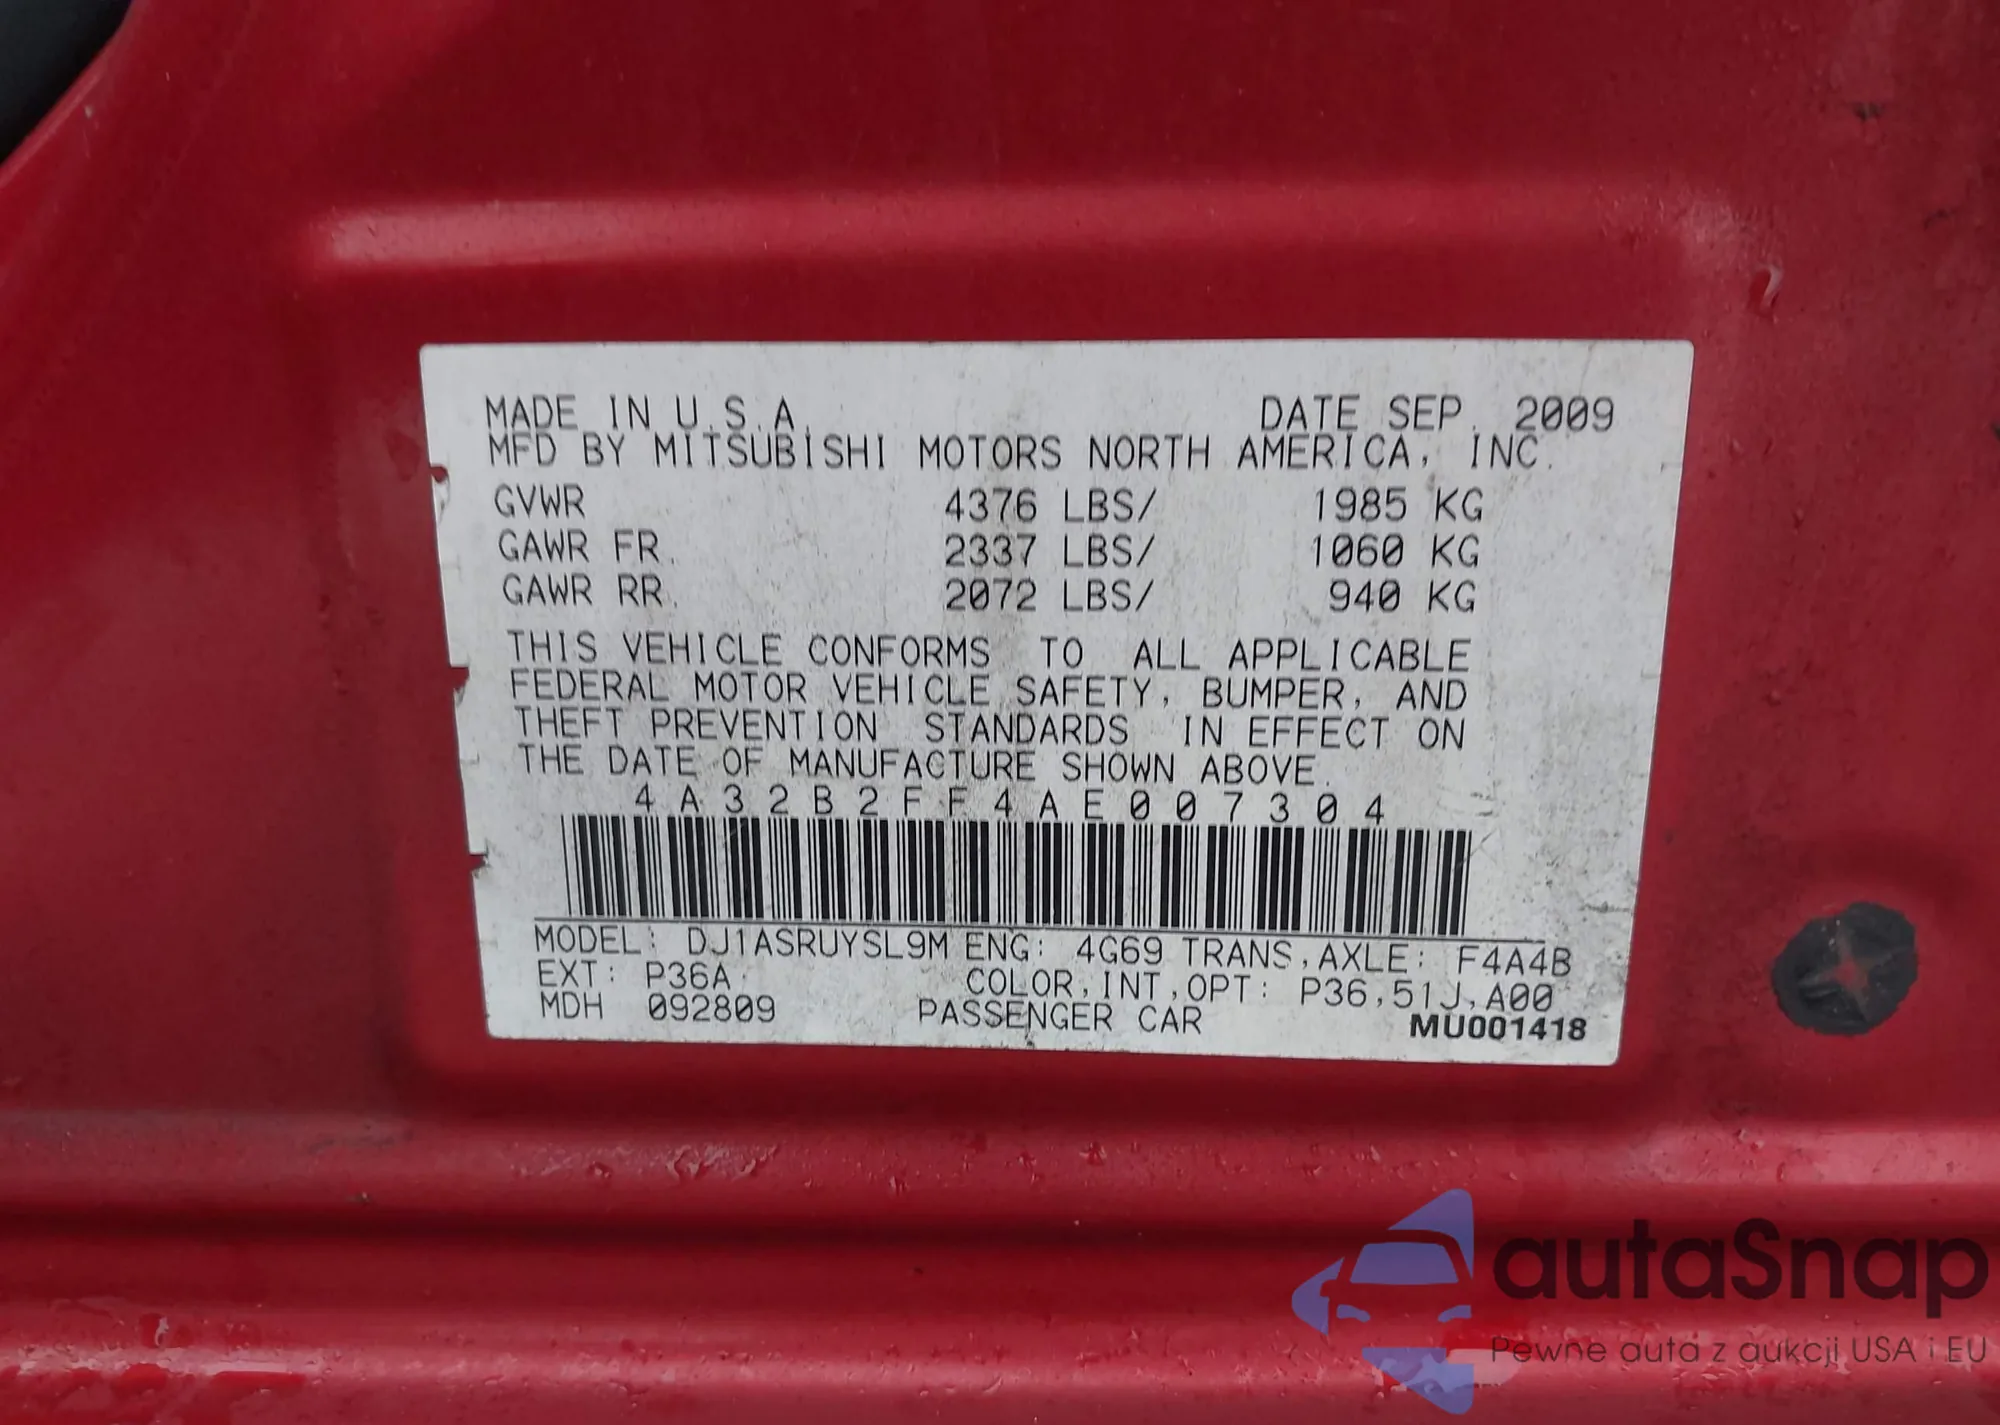 MADE IN U.S.A. DATE SEP. 2009
MFD BY MITSUBISHI MOTORS NORTH AMERICA, INC.
GVWR 4376 LBS/ 1985 KG
GAWR FR. 2337 LBS/ 1060 KG
GAWR RR. 2072 LBS/ 940 KG
THIS VEHICLE CONFORMS TO ALL APPLICABLE
FEDERAL MOTOR VEHICLE SAFETY, BUMPER, AND
THEFT PREVENTION STANDARDS IN EFFECT ON
THE DATE OF MANUFACTURE SHOWN ABOVE.
4A32B2FF4AE007304
MODEL: DJ1ASRUYSL9M ENG: 4G69 TRANS,AXLE: F4A4B
EXT: P36A COLOR,INT,OPT: P36,51J,A00
MDH 092809 PASSENGER CAR MU001418
autaSnap
Pewne auta z aukcji USA i EU